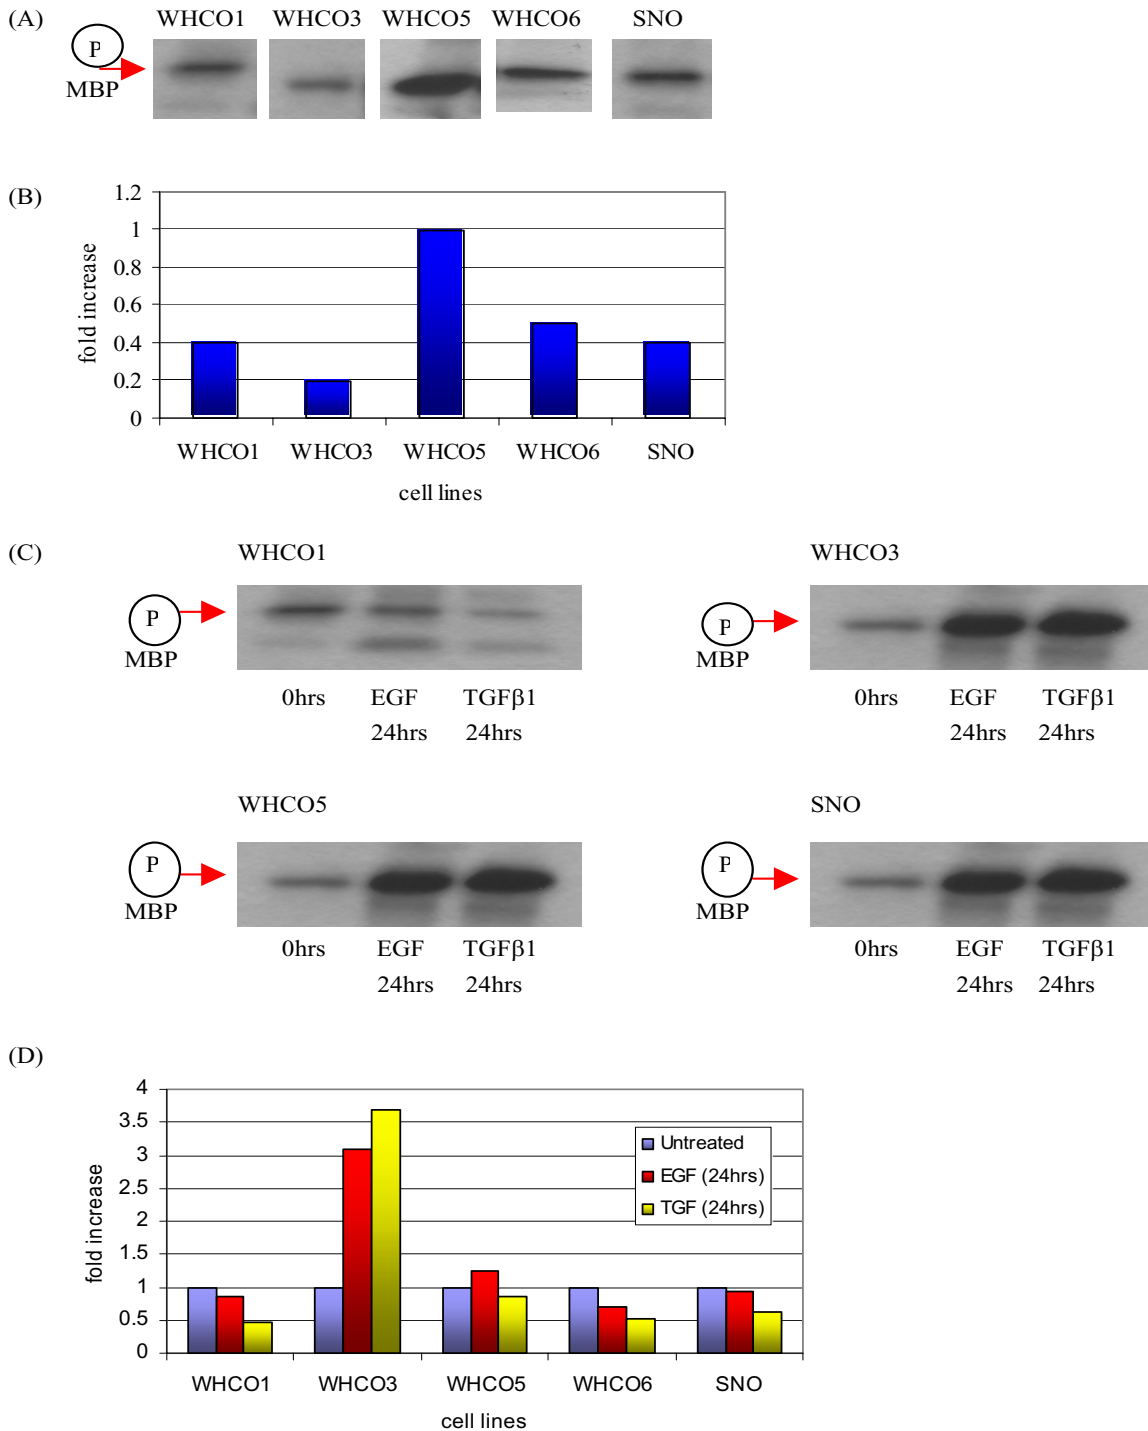 (A)
WHCO1 WHCO3 WHCO5 WHCO6 SNO
P
MBP
(B)
1.2
1
0.8
0.6
0.4
0.2
0
fold increase
WHCO1 WHCO3 WHCO5 WHCO6 SNO
cell lines
(C)
WHCO1
P
MBP
0hrs EGF TGFβ1
24hrs 24hrs
WHCO3
P
MBP
0hrs EGF TGFβ1
24hrs 24hrs
WHCO5
P
MBP
0hrs EGF TGFβ1
24hrs 24hrs
SNO
P
MBP
0hrs EGF TGFβ1
24hrs 24hrs
(D)
4
3.5
3
2.5
2
1.5
1
0.5
0
fold increase
Untreated
EGF (24hrs)
TGF (24hrs)
WHCO1 WHCO3 WHCO5 WHCO6 SNO
cell lines